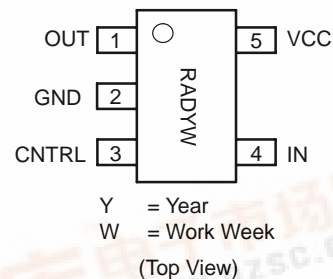 OUT 1 5 VCC
RADYW
GND 2
CNTRL 3 4 IN
Y = Year
W = Work Week
(Top View)